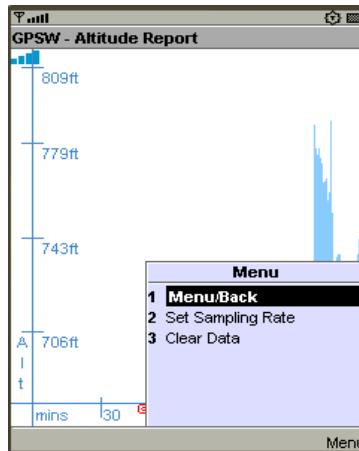 GPSW - Altitude Report
809ft
779ft
743ft
Menu
1 Menu/Back
2 Set Sampling Rate
3 Clear Data
706ft
Alt
mins 30
Menu